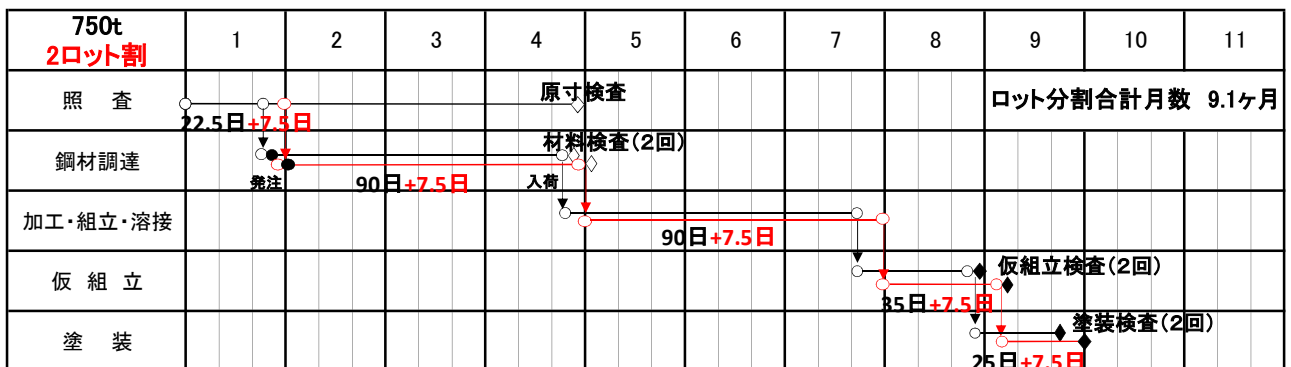 750t
2ロット割
1 2 3 4 5 6 7 8 9 10 11
照 査
原寸検査
ロット分割合計月数 9.1ヶ月
22.5日+7.5日
鋼材調達
材料検査(2回)
発注
90日+7.5日
入荷
加工・組立・溶接
90日+7.5日
仮 組 立
仮組立検査(2回)
35日+7.5日
塗 装
塗装検査(2回)
25日+7.5日